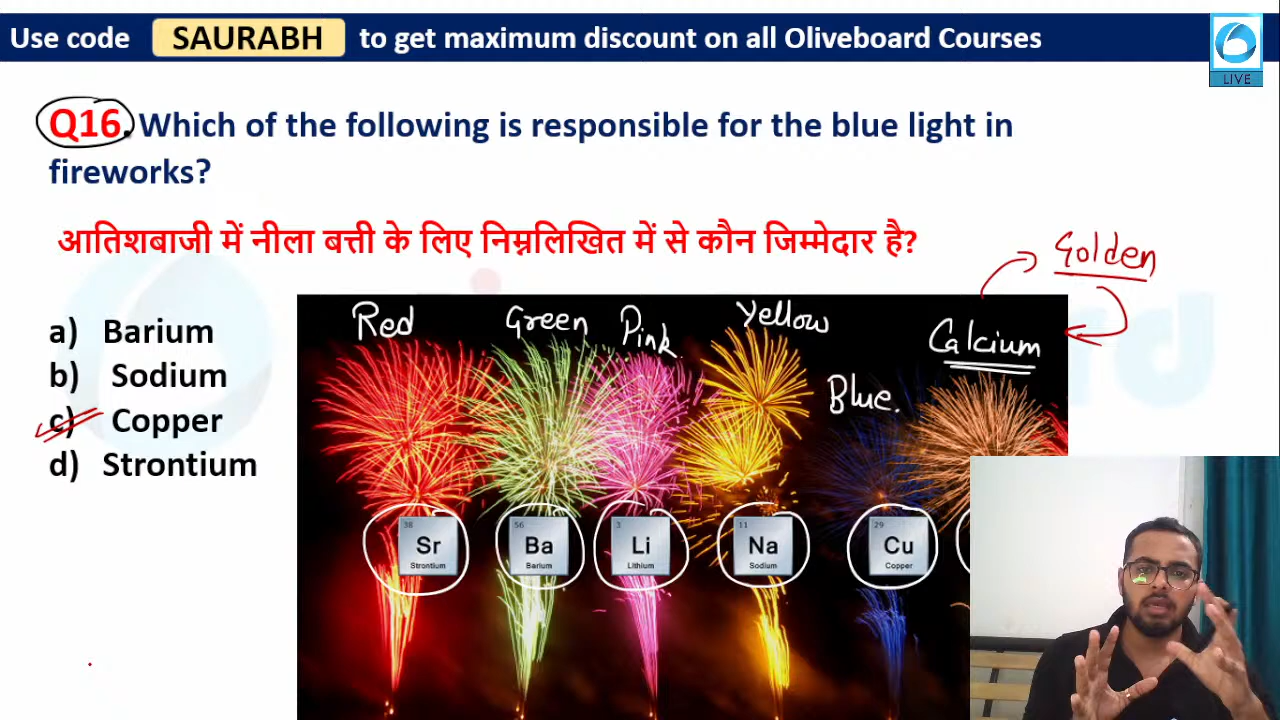 Use code SAURABH to get maximum discount on all Oliveboard Courses
LIVE
Q16. Which of the following is responsible for the blue light in
fireworks?
आतिशबाजी में नीला बत्ती के लिए निम्नलिखित में से कौन जिम्मेदार है?
Golden
a) Barium
b) Sodium
c) Copper
d) Strontium
Red Green Pink Yellow Calcium
Blue.
38 56 3 11 29
Sr Ba Li Na Cu
Strontium Barium Lithium Sodium Copper